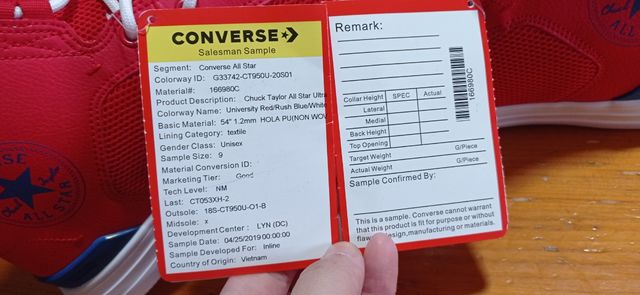 CONVERSE
Salesman Sample
Segment: Converse All Star
Colorway ID: G33742-CT950U-20S01
Material#: 166980C
Product Description: Chuck Taylor All Star Ultra
Colorway Name: University Red/Rush Blue/White
Basic Material: 54" 1.2mm HOLA PU(NON WOV
Lining Category: textile
Gender Class: Unisex
Sample Size: 9
Material Conversion ID:
Marketing Tier: Good
Tech Level: NM
Last: CT053XH-2
Outsole: 18S-CT950U-O1-B
Midsole: x
Development Center: LYN (DC)
Sample Date: 04/25/2019 00:00:00
Sample Developed For: Inline
Country of Origin: Vietnam
Remark:
Collar Height SPEC Actual
Lateral
Medial
Back Height
Top Opening
Target Weight G/Piece
Actual Weight G/Piece
Sample Confirmed By:
This is a sample. Converse cannot warrant
that this product is fit for purpose or without
flaw design,manufacturing or materials.
166980C
Chuck
ALL S
SE
ALL STAR